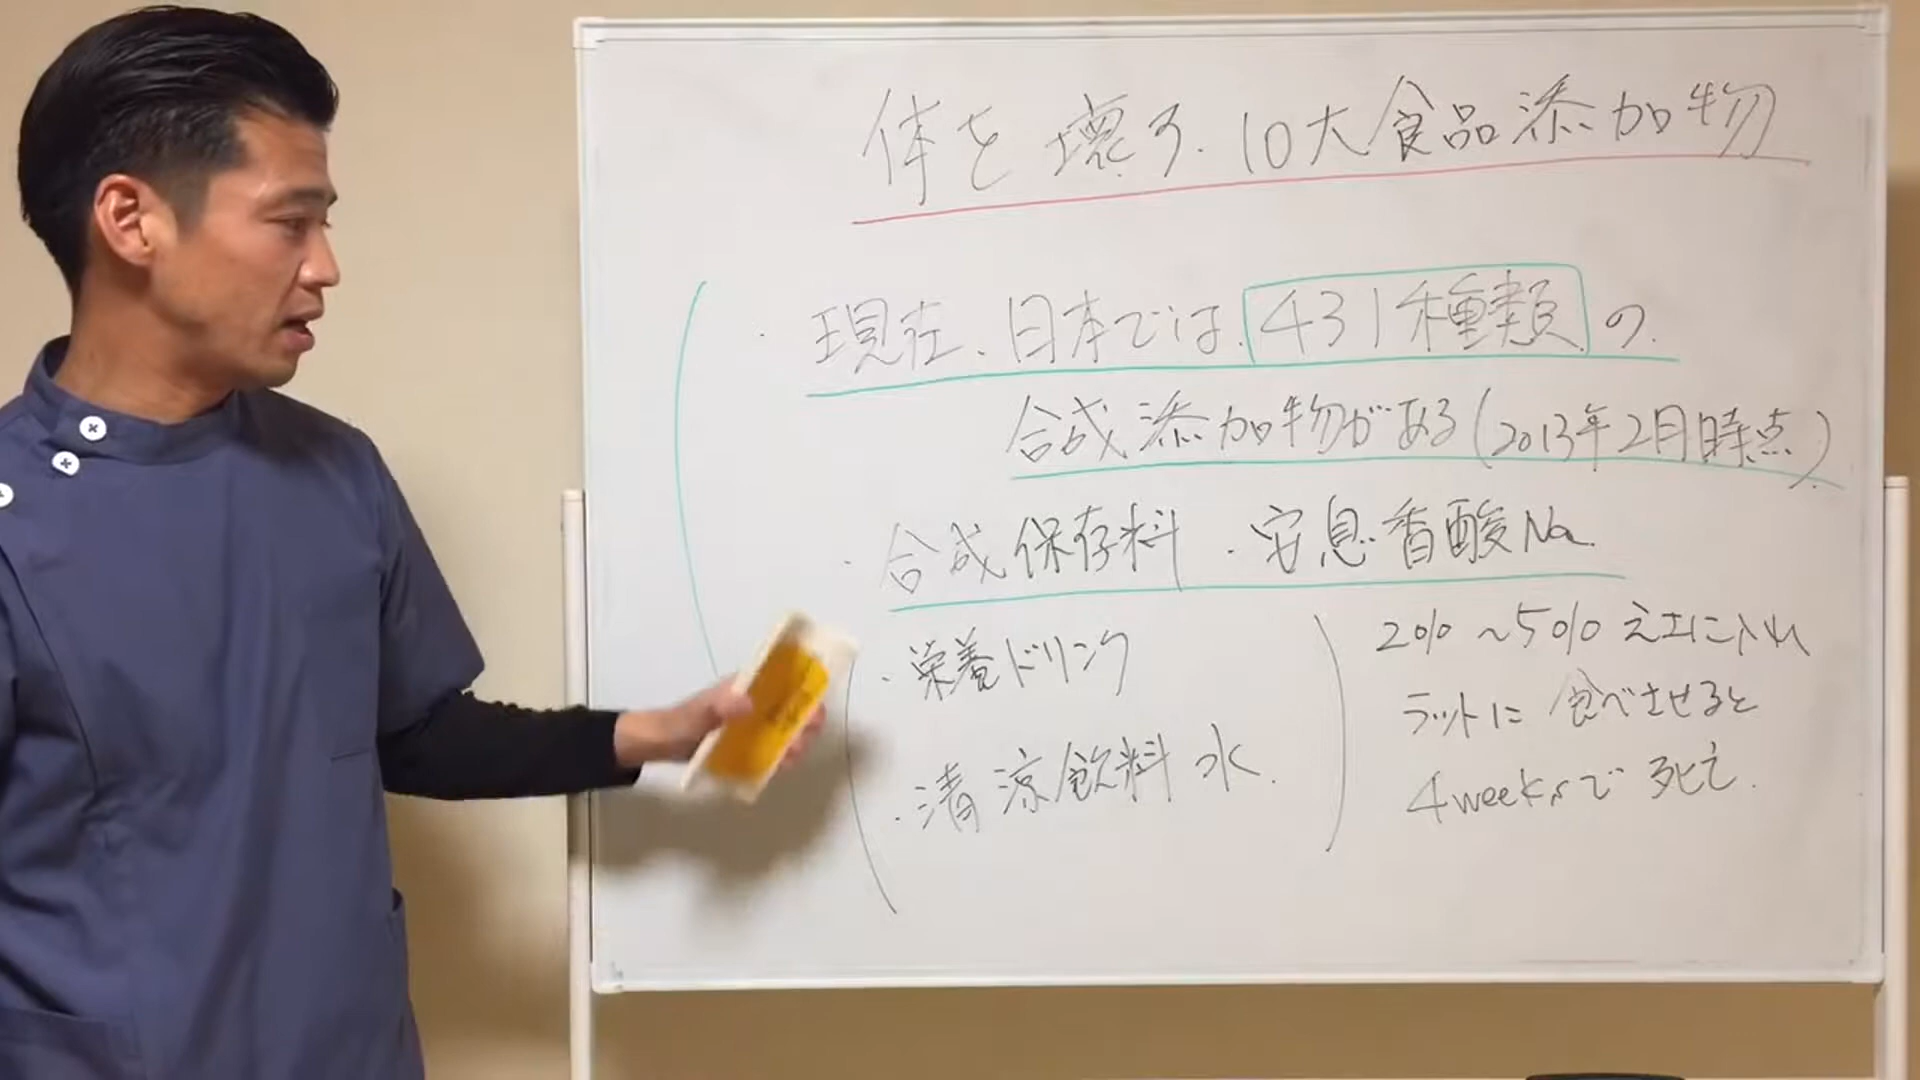 体を壊す.10大食品添加物
・現在、日本では.431種類の.
合成添加物がある(2013年2月時点)
・合成保存料.安息香酸Na.
・栄養ドリンク
・清涼飲料水.
2%〜5%えさに入れ
ラットに食べさせると
4weeksで死亡.